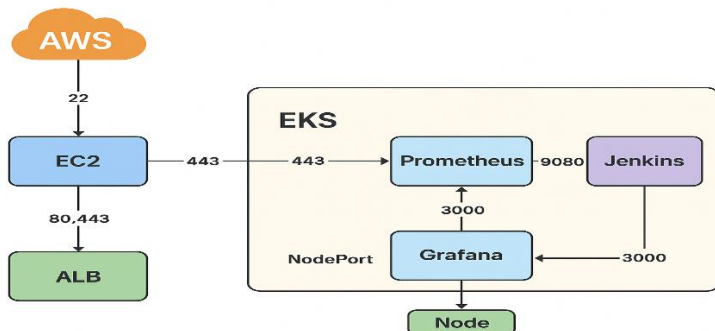 AWS
22
EKS
EC2
443
443
Prometheus
9080
Jenkins
80,443
3000
NodePort
Grafana
3000
ALB
Node